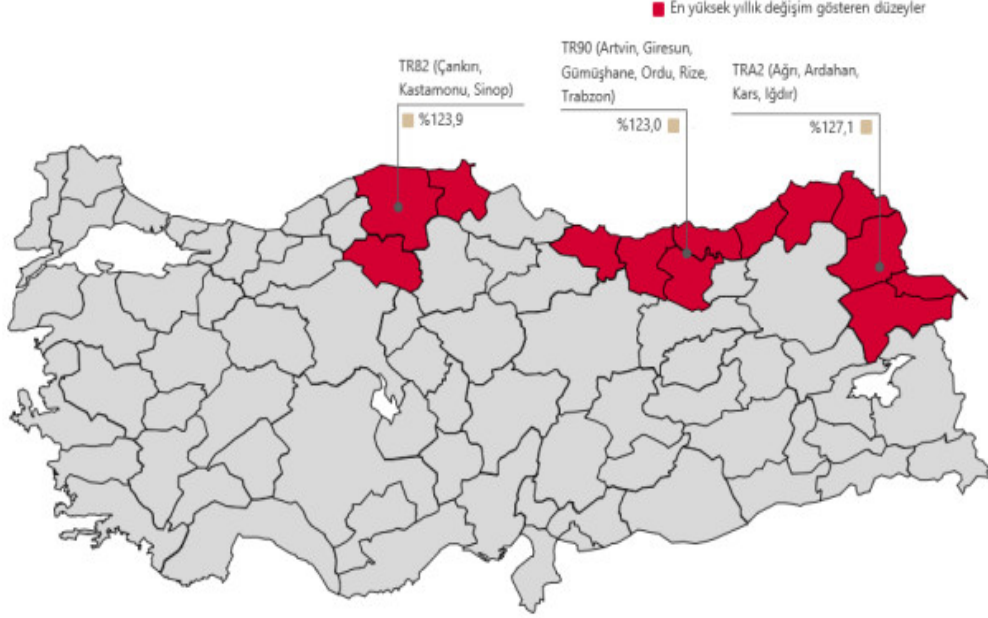 En yüksek yıllık değişim gösteren düzeyler
TR82 (Çankırı,
Kastamonu, Sinop)
%123,9
TR90 (Artvin, Giresun,
Gümüşhane, Ordu, Rize,
Trabzon)
%123,0
TRA2 (Ağrı, Ardahan,
Kars, Iğdır)
%127,1